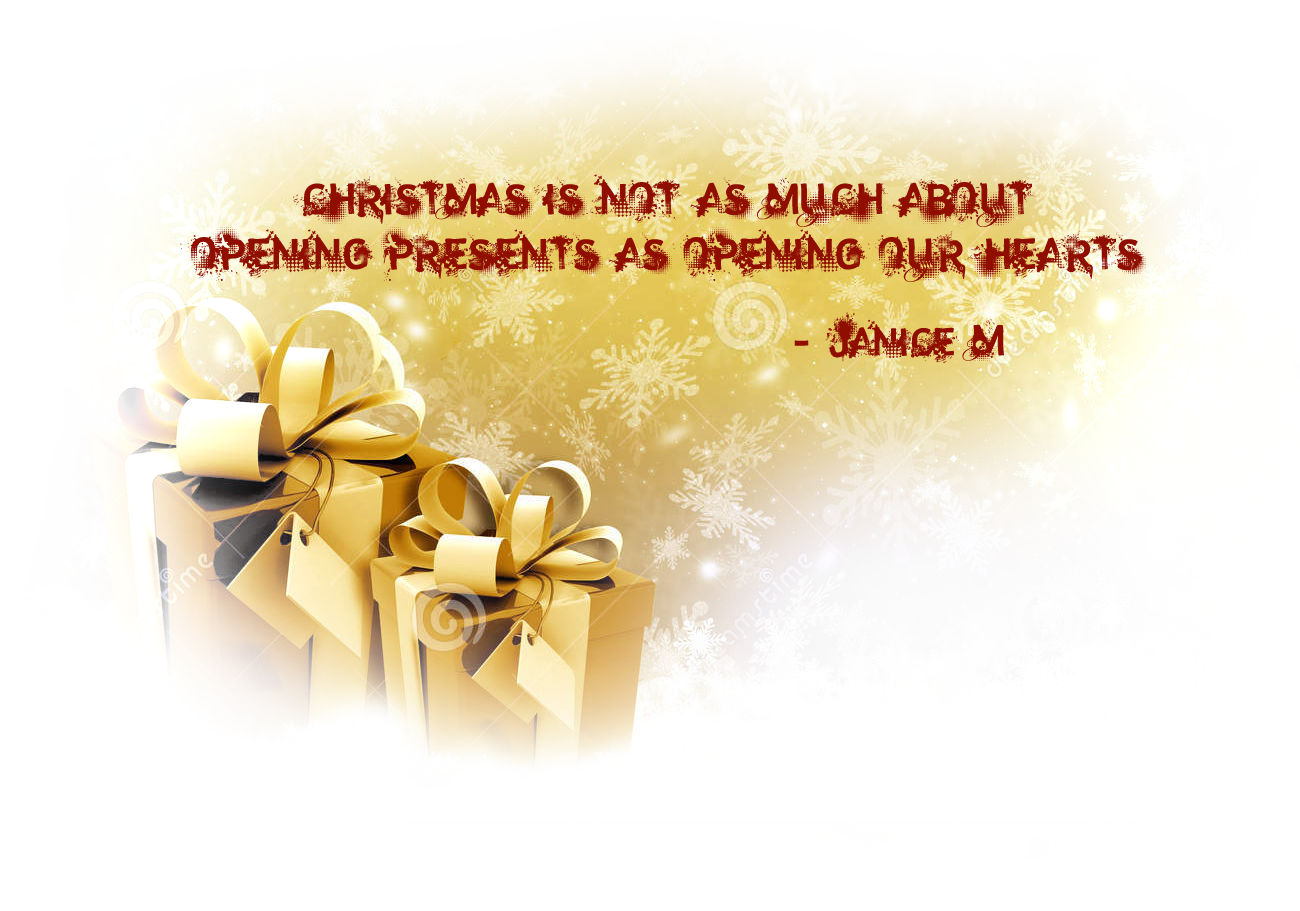 CHRISTMAS IS NOT AS MUCH ABOUT
OPENING PRESENTS AS OPENING OUR HEARTS
- JANICE M